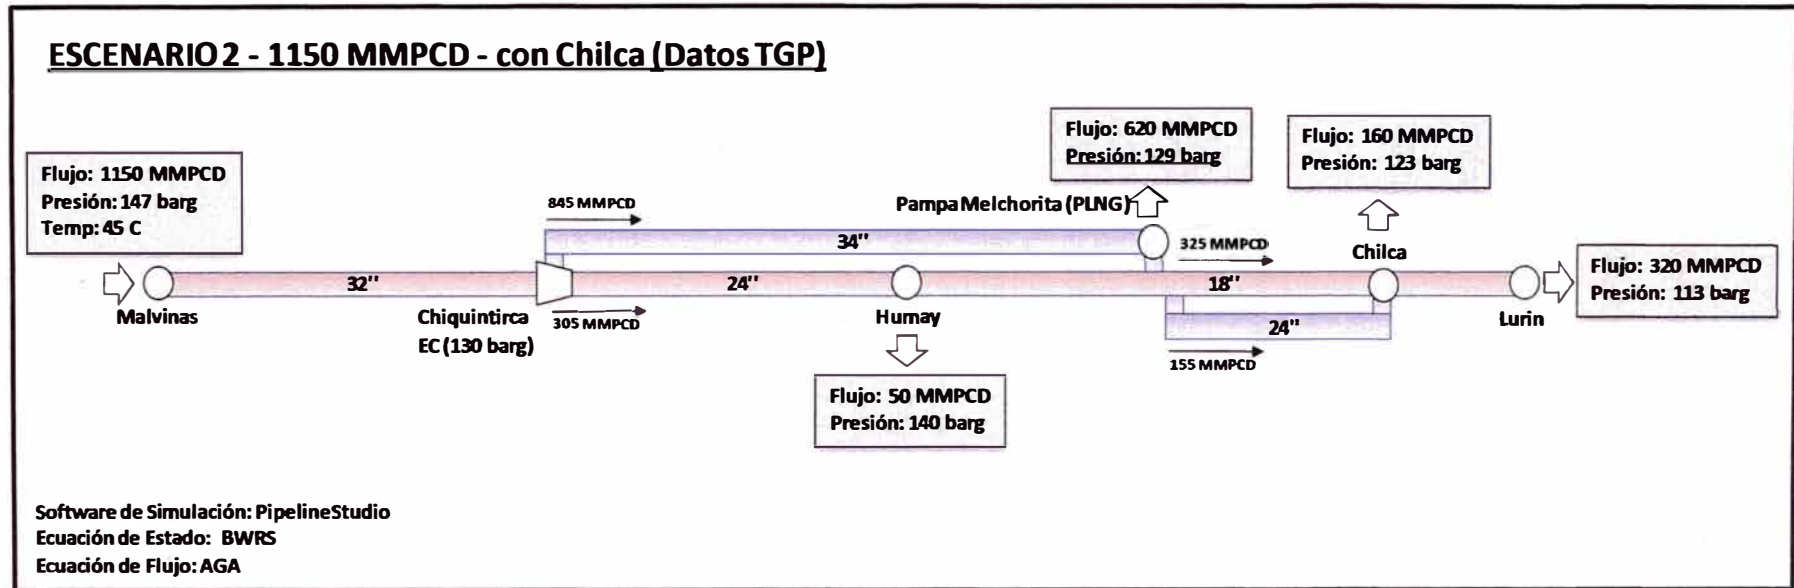 ESCENARIO 2 - 1150 MMPCD - con Chilca (Datos TGP)
Flujo: 1150 MMPCD
Presión: 147 barg
Temp: 45 C
Flujo: 620 MMPCD
Presión: 129 barg
Flujo: 160 MMPCD
Presión: 123 barg
845 MMPCD
Pampa Melchorita (PLNG)
34"
325 MMPCD
Chilca
Flujo: 320 MMPCD
Presión: 113 barg
32"
24"
18"
Malvinas
Chiquintirca
EC (130 barg)
305 MMPCD
Humay
24"
Lurin
155 MMPCD
Flujo: 50 MMPCD
Presión: 140 barg
Software de Simulación: PipelineStudio
Ecuación de Estado: BWRS
Ecuación de Flujo: AGA